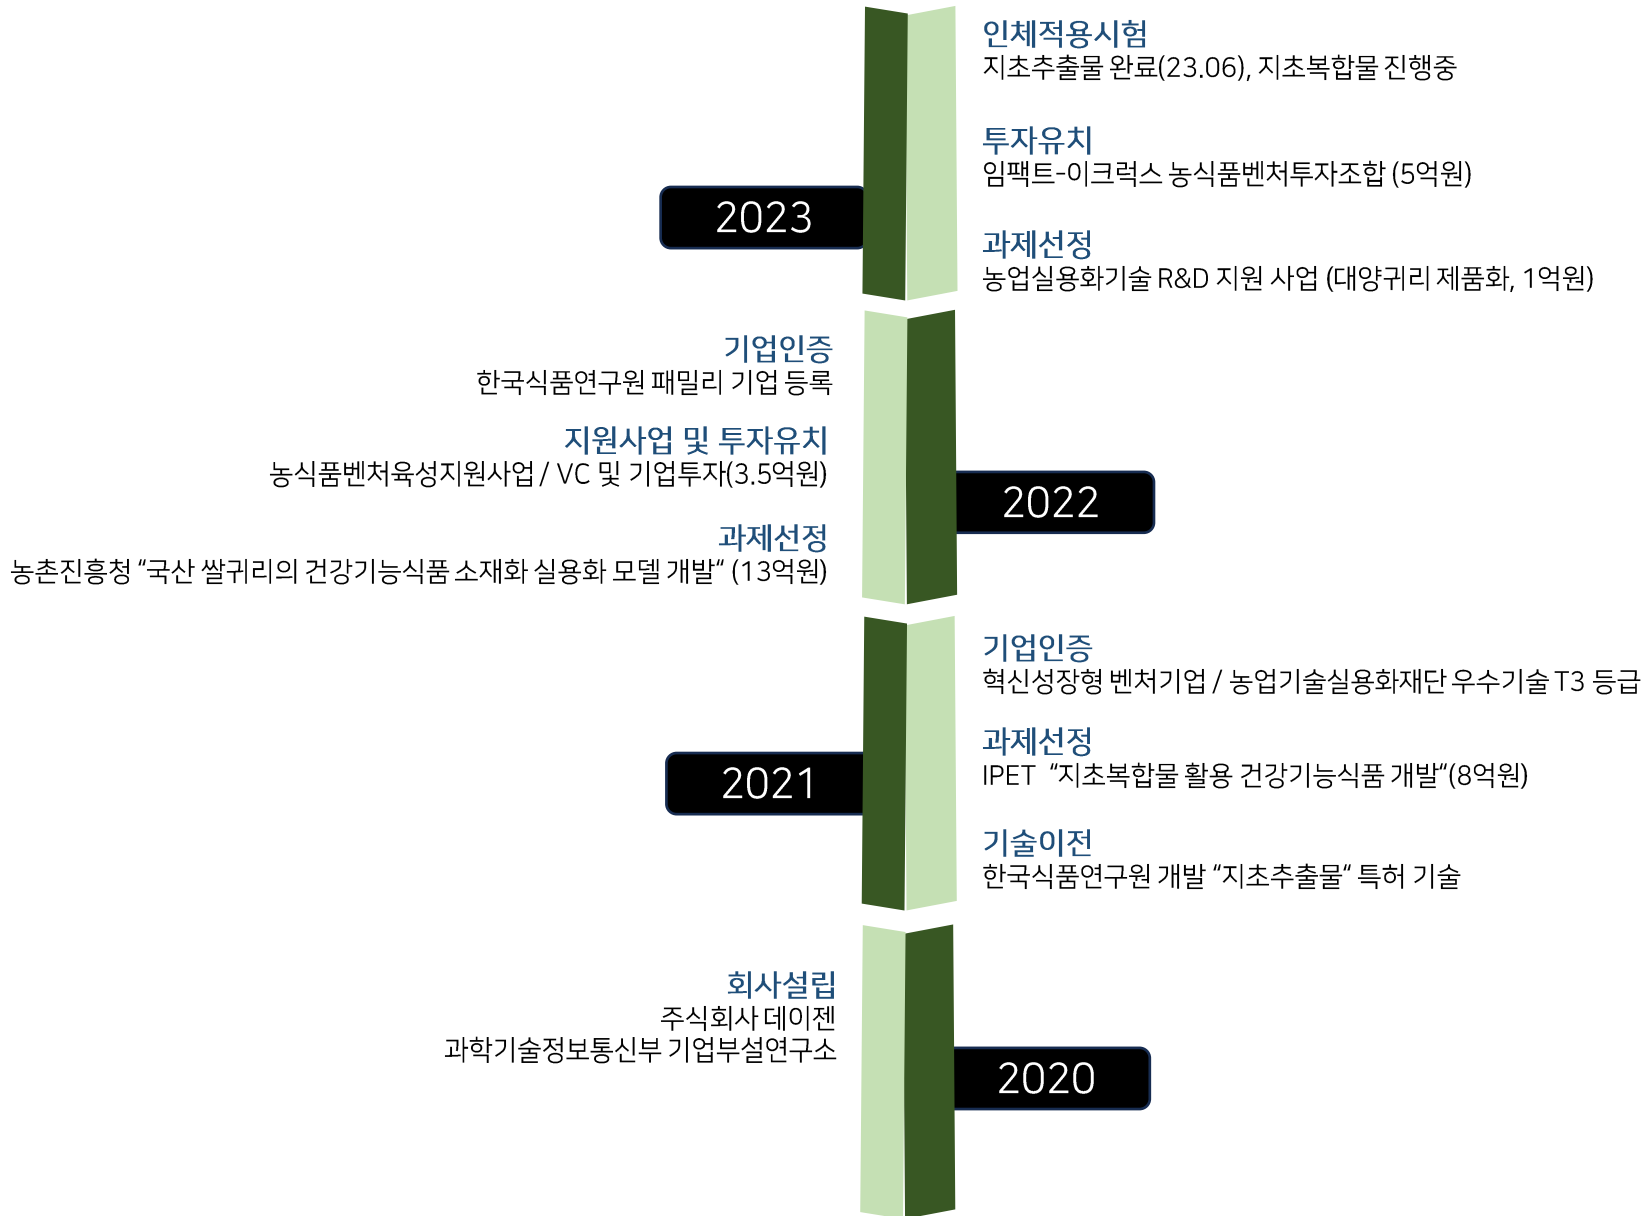 인체적용시험
지초추출물 완료(23.06), 지초복합물 진행중
투자유치
임팩트-이크럭스 농식품벤처투자조합 (5억원)
2023
과제선정
농업실용화기술 R&D 지원 사업 (대양귀리 제품화, 1억원)
기업인증
한국식품연구원 패밀리 기업 등록
지원사업 및 투자유치
농식품벤처육성지원사업 / VC 및 기업투자(3.5억원)
2022
과제선정
농촌진흥청 “국산 쌀귀리의 건강기능식품 소재화 실용화 모델 개발“ (13억원)
기업인증
혁신성장형 벤처기업 / 농업기술실용화재단 우수기술 T3 등급
과제선정
IPET “지초복합물 활용 건강기능식품 개발“(8억원)
2021
기술이전
한국식품연구원 개발 “지초추출물“ 특허 기술
회사설립
주식회사 데이젠
과학기술정보통신부 기업부설연구소
2020